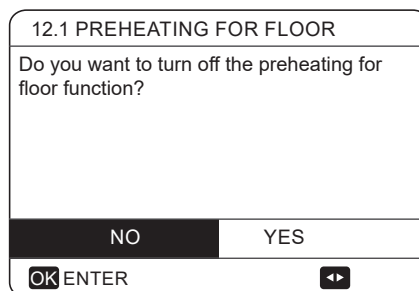 12.1 PREHEATING FOR FLOOR
Do you want to turn off the preheating for
floor function?
NO YES
OK ENTER